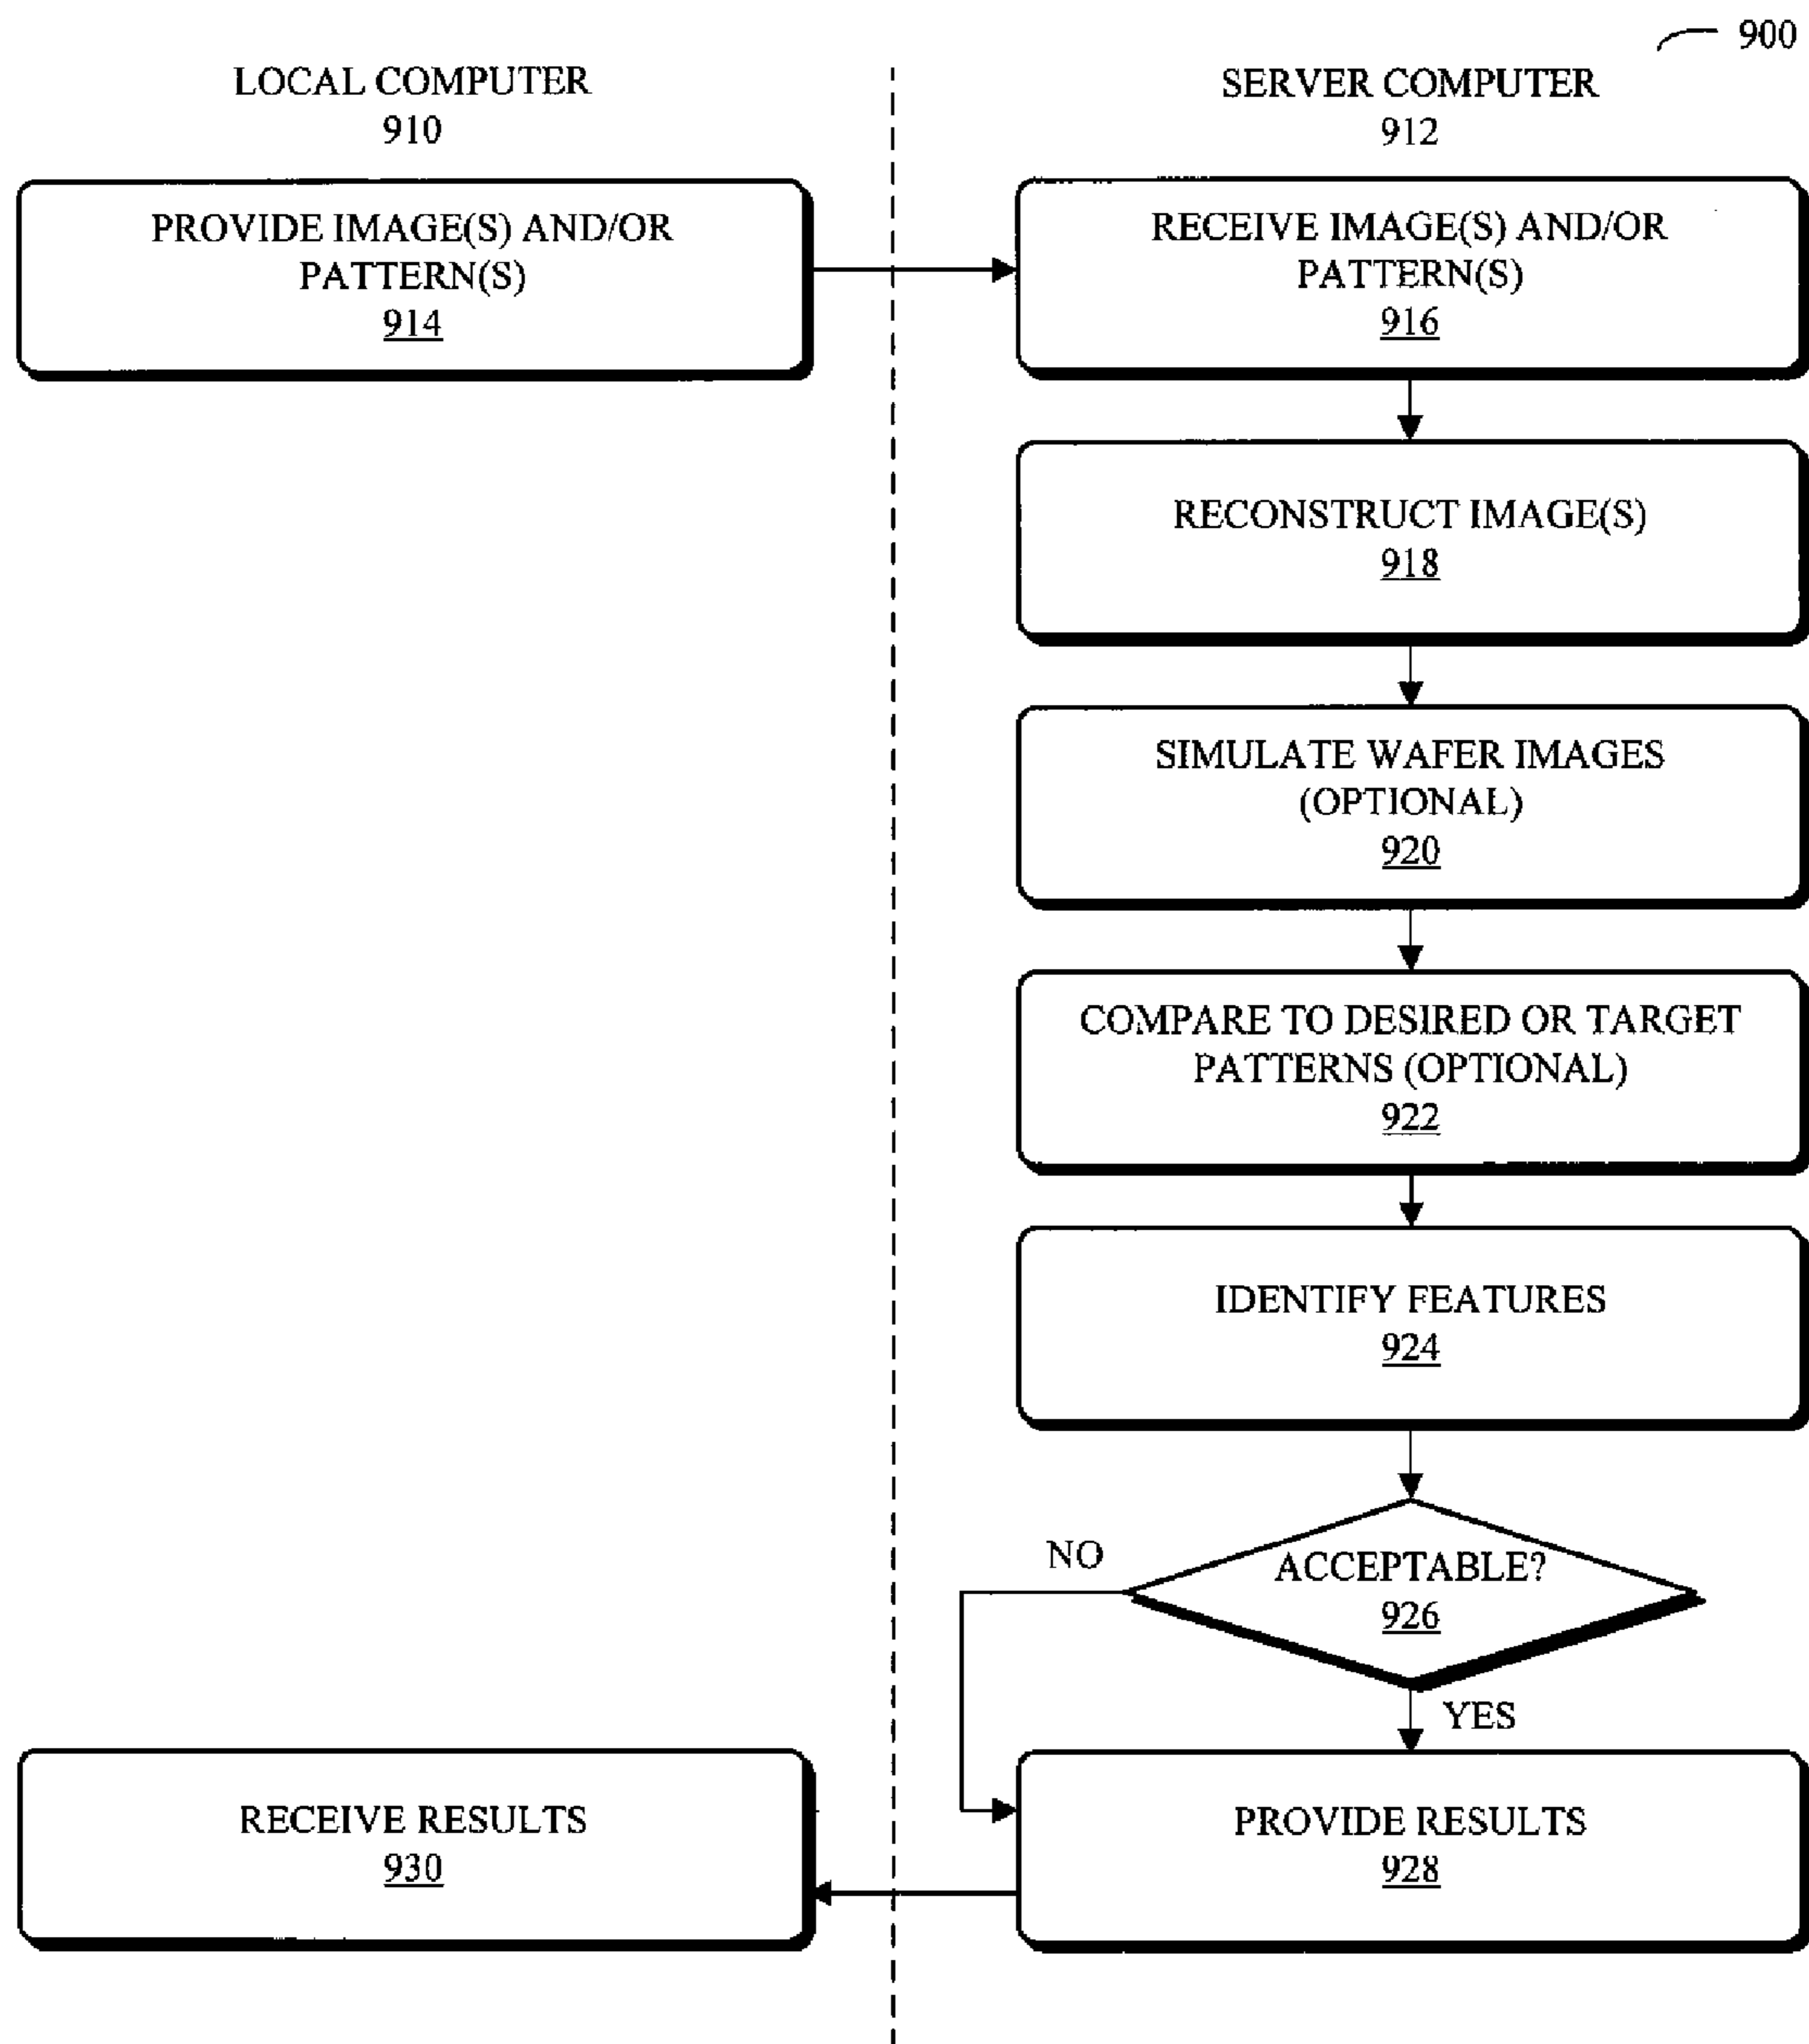 900
LOCAL COMPUTER
910
SERVER COMPUTER
912
PROVIDE IMAGE(S) AND/OR
PATTERN(S)
914
RECEIVE IMAGE(S) AND/OR
PATTERN(S)
916
RECONSTRUCT IMAGE(S)
918
SIMULATE WAFER IMAGES
(OPTIONAL)
920
COMPARE TO DESIRED OR TARGET
PATTERNS (OPTIONAL)
922
IDENTIFY FEATURES
924
NO
ACCEPTABLE?
926
YES
RECEIVE RESULTS
930
PROVIDE RESULTS
928